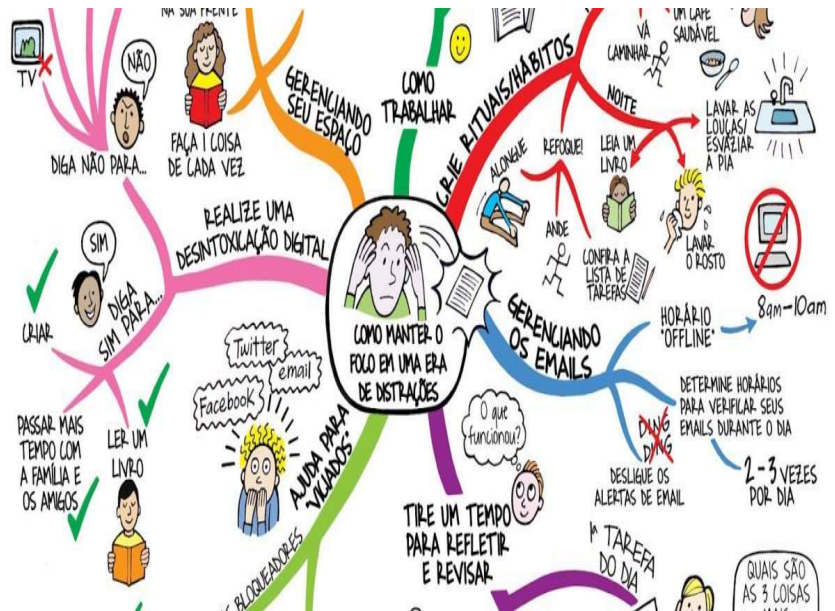 NA SUA FRENTE
TV
NÃO
DIGA NÃO PARA...
FAÇA 1 COISA
DE CADA VEZ
GERENCIANDO
SEU ESPAÇO
COMO
TRABALHAR
CRIE RITUAIS/HÁBITOS
VÁ
CAMINHAR
UM CAFÉ
SAUDÁVEL
NOITE
LAVAR AS
LOUÇAS/
ESVAZIAR
A PIA
LEIA UM
LIVRO
LAVAR
O ROSTO
REFOQUE!
ALONGUE
ANDE
CONFIRA A
LISTA DE
TAREFAS
REALIZE UMA
DESINTOXICAÇÃO DIGITAL
SIM
DIGA
SIM PARA...
CRIAR
PASSAR MAIS
TEMPO COM
A FAMÍLIA E
OS AMIGOS
LER UM
LIVRO
COMO MANTER O
FOCO EM UMA ERA
DE DISTRAÇÕES
GERENCIANDO
OS EMAILS
HORÁRIO
"OFFLINE"
8am-10am
DETERMINE HORÁRIOS
PARA VERIFICAR SEUS
EMAILS DURANTE O DIA
2-3 VEZES
POR DIA
DING
DING
DESLIGUE OS
ALERTAS DE EMAIL
Twitter
email
Facebook
AJUDA PARA
"VICIADOS"
BLOQUEADORES
O que
funcionou?
TIRE UM TEMPO
PARA REFLETIR
E REVISAR
1ª TAREFA
DO DIA
QUAIS SÃO
AS 3 COISAS